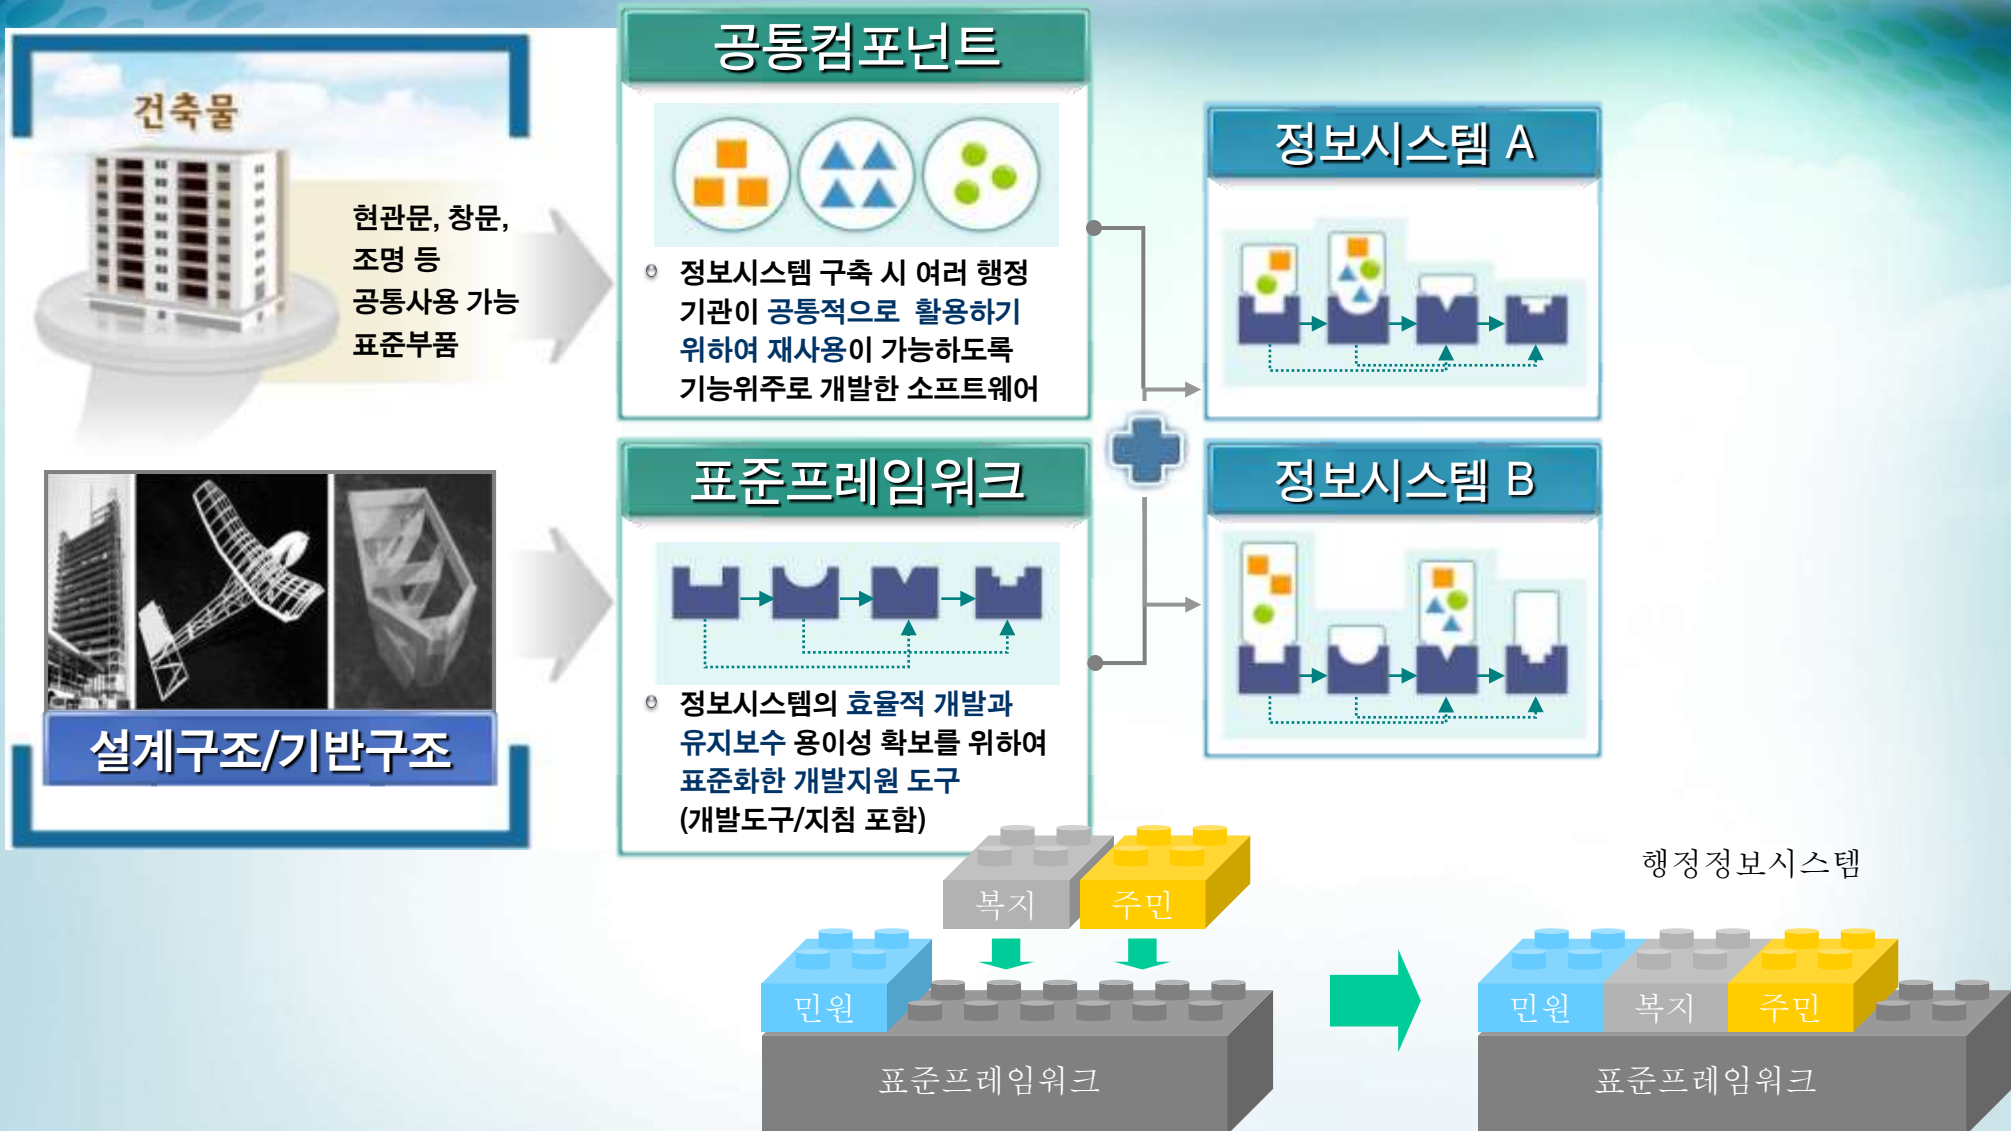 건축물
현관문, 창문,
조명 등
공통사용 가능
표준부품
설계구조/기반구조
공통컴포넌트
정보시스템 구축 시 여러 행정
기관이 공통적으로 활용하기
위하여 재사용이 가능하도록
기능위주로 개발한 소프트웨어
표준프레임워크
정보시스템의 효율적 개발과
유지보수 용이성 확보를 위하여
표준화한 개발지원 도구
(개발도구/지침 포함)
정보시스템 A
정보시스템 B
복지
주민
민원
표준프레임워크
행정정보시스템
민원
복지
주민
표준프레임워크